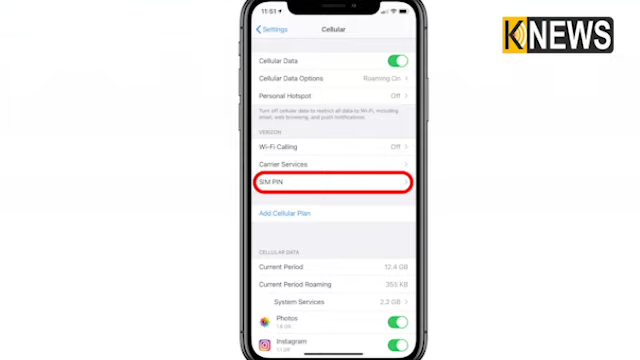 11:51
Settings
Cellular
KNEWS
Cellular Data
Cellular Data Options Roaming On
Personal Hotspot Off
Turn off cellular data to restrict all data to Wi-Fi, including
email, web browsing, and push notifications.
VERIZON
Wi-Fi Calling Off
Carrier Services
SIM PIN
Add Cellular Plan
CELLULAR DATA
Current Period 12.4 GB
Current Period Roaming 353 KB
System Services 2.2 GB
Photos
Instagram